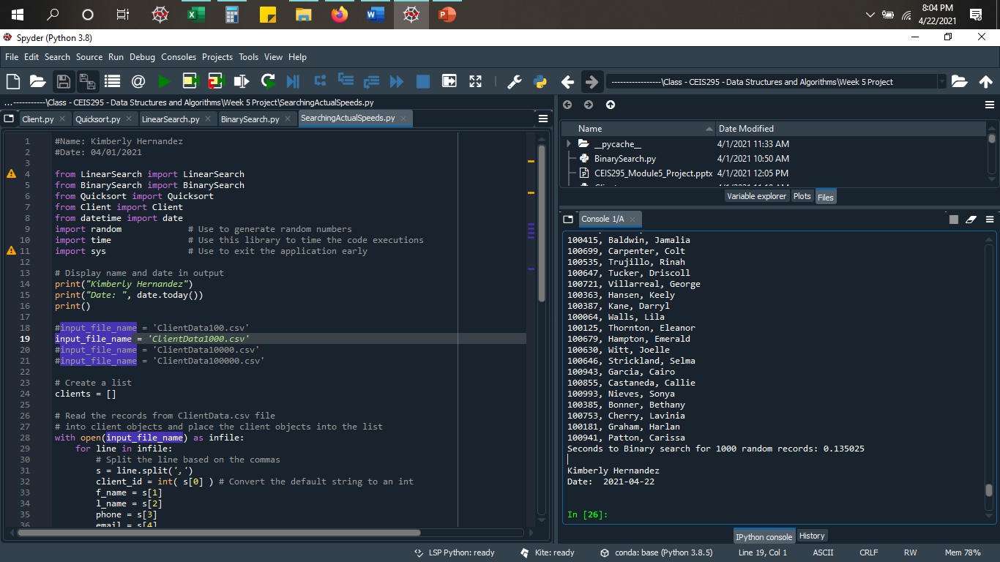 8:04 PM
4/22/2021
Spyder (Python 3.8)
File Edit Search Source Run Debug Consoles Projects Tools View Help
-----------------\Class - CEIS295 - Data Structures and Algorithms\Week 5 Project
...-----------\Class - CEIS295 - Data Structures and Algorithms\Week 5 Project\SearchingActualSpeeds.py
Client.py Quicksort.py LinearSearch.py BinarySearch.py SearchingActualSpeeds.py
1 #Name: Kimberly Hernandez
2 #Date: 04/01/2021
3
4 from LinearSearch import LinearSearch
5 from BinarySearch import BinarySearch
6 from Quicksort import Quicksort
7 from Client import Client
8 from datetime import date
9 import random # Use to generate random numbers
10 import time # Use this library to time the code executions
11 import sys # Use to exit the application early
12
13 # Display name and date in output
14 print("Kimberly Hernandez")
15 print("Date: ", date.today())
16 print()
17
18 #input_file_name = 'ClientData100.csv'
19 input_file_name = 'ClientData1000.csv'
20 #input_file_name = 'ClientData10000.csv'
21 #input_file_name = 'ClientData100000.csv'
22
23 # Create a list
24 clients = []
25
26 # Read the records from ClientData.csv file
27 # into client objects and place the client objects into the list
28 with open(input_file_name) as infile:
29 for line in infile:
30 # Split the line based on the commas
31 s = line.split(',')
32 client_id = int( s[0] ) # Convert the default string to an int
33 f_name = s[1]
34 l_name = s[2]
35 phone = s[3]
36 email = s[4]
Name Date Modified
__pycache__ 4/1/2021 11:33 AM
BinarySearch.py 4/1/2021 10:50 AM
CEIS295_Module5_Project.pptx 4/1/2021 12:05 PM
Variable explorer Plots Files
Console 1/A
100415, Baldwin, Jamalia
100699, Carpenter, Colt
100535, Trujillo, Rinah
100647, Tucker, Driscoll
100721, Villarreal, George
100363, Hansen, Keely
100387, Kane, Darryl
100064, Walls, Lila
100125, Thornton, Eleanor
100679, Hampton, Emerald
100630, Witt, Joelle
100646, Strickland, Selma
100943, Garcia, Cairo
100855, Castaneda, Callie
100993, Nieves, Sonya
100385, Bonner, Bethany
100753, Cherry, Lavinia
100181, Graham, Harlan
100941, Patton, Carissa
Seconds to Binary search for 1000 random records: 0.135025
Kimberly Hernandez
Date:  2021-04-22
In [26]:
IPython console History
LSP Python: ready Kite: ready conda: base (Python 3.8.5) Line 19, Col 1 ASCII CRLF RW Mem 78%